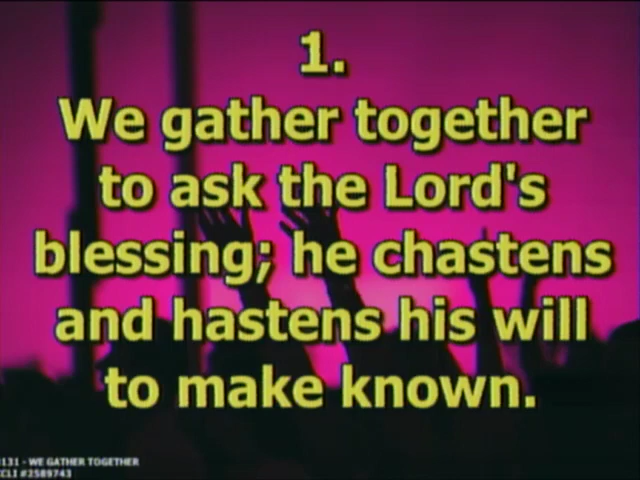 1.
We gather together
to ask the Lord's
blessing; he chastens
and hastens his will
to make known.
131 - WE GATHER TOGETHER
CCLI #2589743